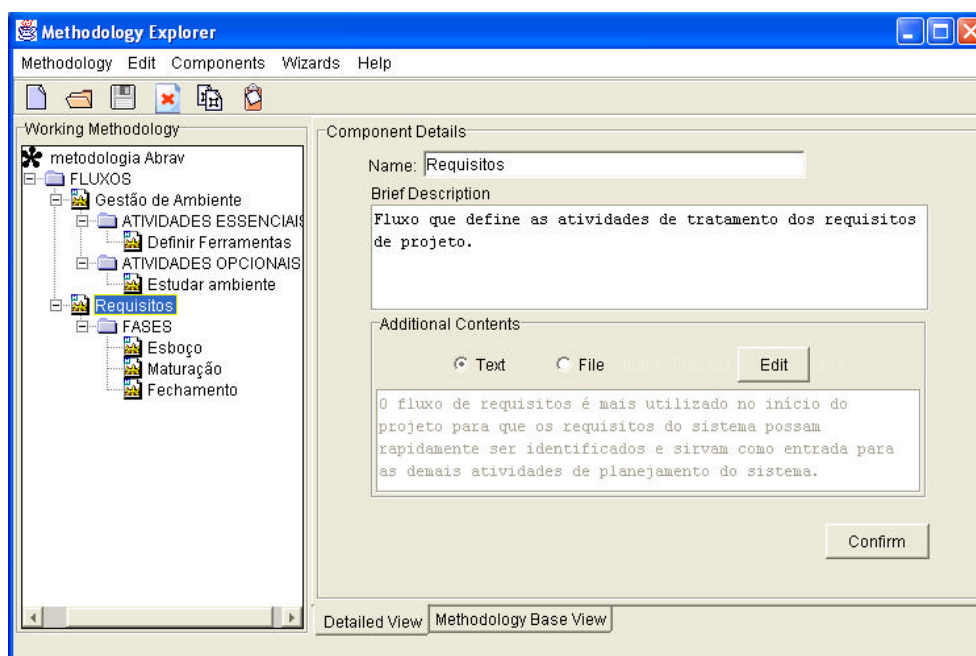 Methodology Explorer
Methodology Edit Components Wizards Help
Working Methodology
metodologia Abrav
FLUXOS
Gestão de Ambiente
ATIVIDADES ESSENCIAIS
Definir Ferramentas
ATIVIDADES OPCIONAIS
Estudar ambiente
Requisitos
FASES
Esboço
Maturação
Fechamento
Component Details
Name: Requisitos
Brief Description
Fluxo que define as atividades de tratamento dos requisitos
de projeto.
Additional Contents
Text File Edit
O fluxo de requisitos é mais utilizado no início do
projeto para que os requisitos do sistema possam
rapidamente ser identificados e sirvam como entrada para
as demais atividades de planejamento do sistema.
Confirm
Detailed View Methodology Base View